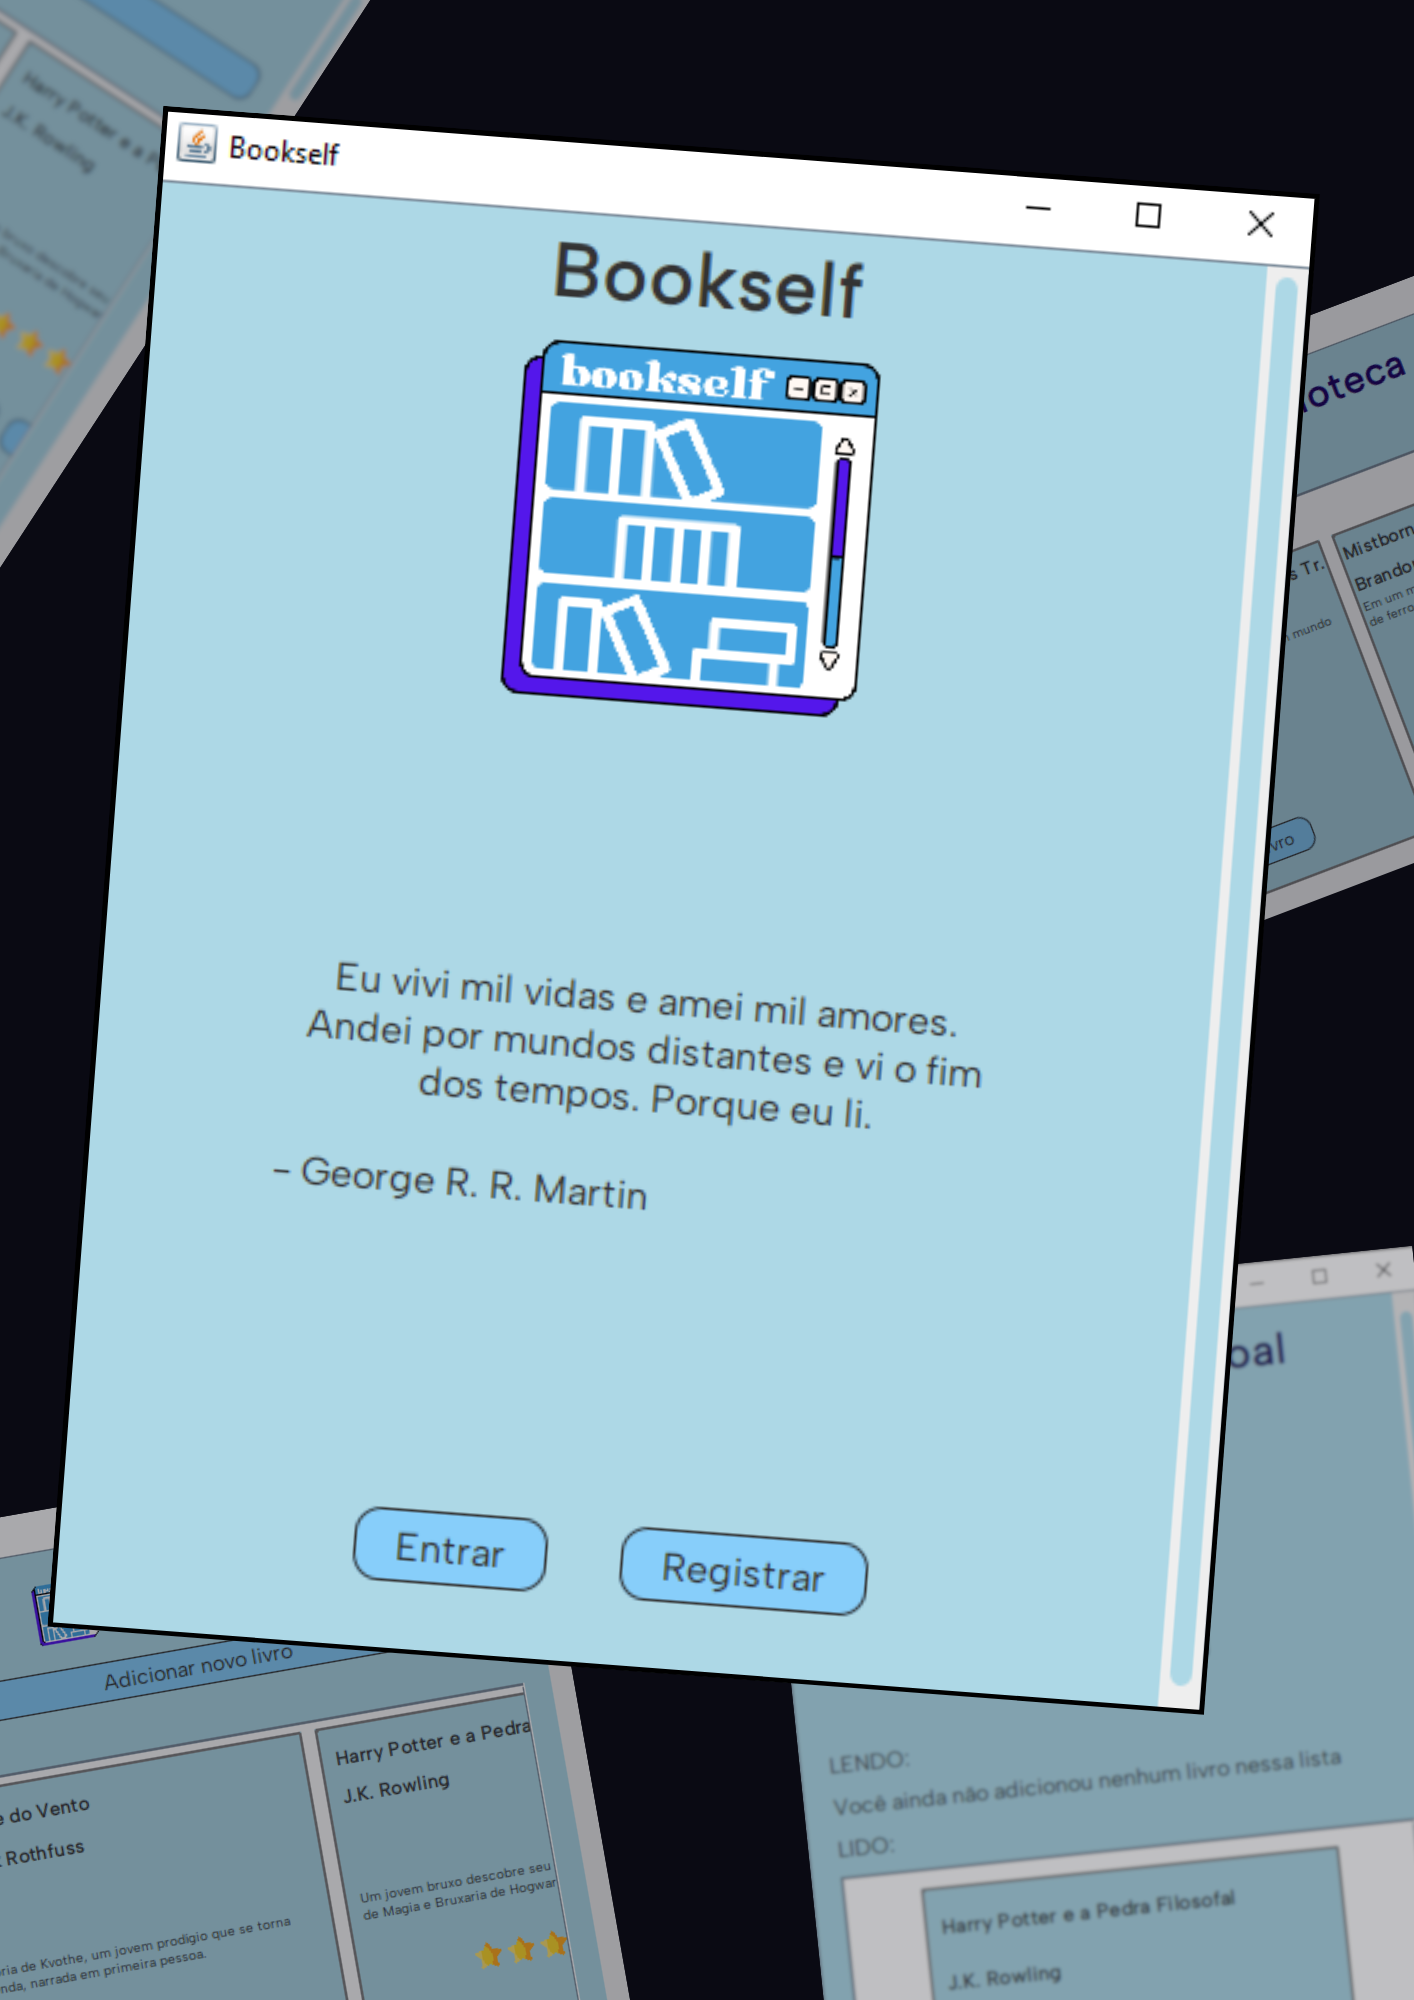 Harry Potter e a P
J.K. Rowling
Bookself
Bookself
bookself
ioteca
s Tr.
mundo
Mistborn
Brando
Em um m
de ferro
vro
Eu vivi mil vidas e amei mil amores.
Andei por mundos distantes e vi o fim
dos tempos. Porque eu li.
- George R. R. Martin
oal
Entrar
Registrar
Adicionar novo livro
e do Vento
Rothfuss
ória de Kvothe, um jovem prodígio que se torna
nda, narrada em primeira pessoa.
Harry Potter e a Pedra
J.K. Rowling
Um jovem bruxo descobre seu
de Magia e Bruxaria de Hogwar
LENDO:
Você ainda não adicionou nenhum livro nessa lista
LIDO:
Harry Potter e a Pedra Filosofal
J.K. Rowling